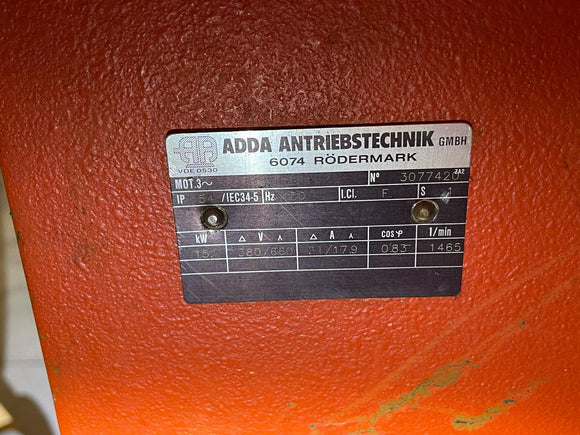 ADDA ANTRIEBSTECHNIK GMBH
VDE 0530
6074 RÖDERMARK
MOT.3~ Nº 3077420
IP /IEC34-5 Hz I.Cl. F S 1
kW △ V ⅄ △ A ⅄ COS φ 1/min
15 380/660 31/17.9 0.83 1465